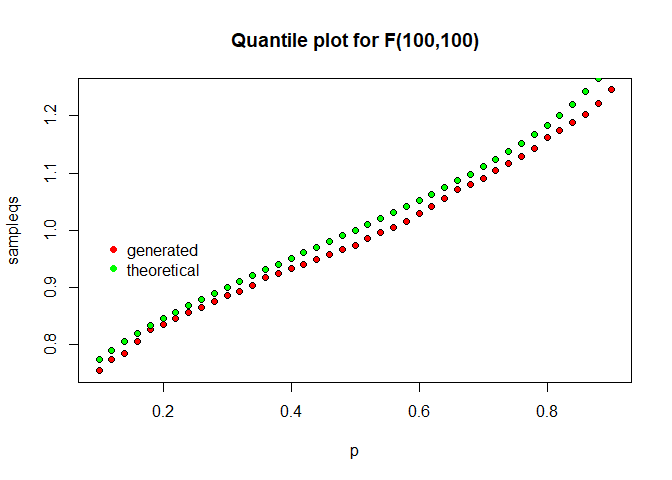 Quantile plot for F(100,100)
sampleqs
1.2
1.1
1.0
0.9
0.8
generated
theoretical
0.2 0.4 0.6 0.8
p